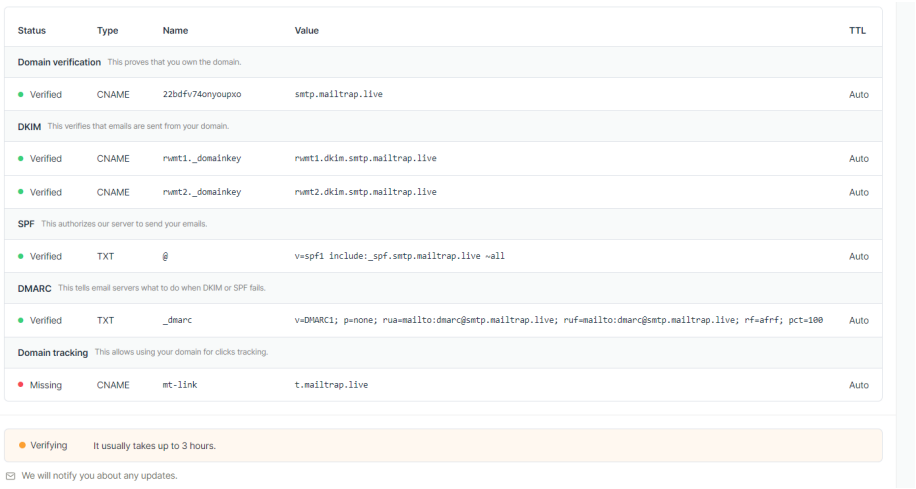 Status Type Name Value TTL
Domain verification This proves that you own the domain.
Verified CNAME 22bdfv74onyoupxo smtp.mailtrap.live Auto
DKIM This verifies that emails are sent from your domain.
Verified CNAME rwmt1._domainkey rwmt1.dkim.smtp.mailtrap.live Auto
Verified CNAME rwmt2._domainkey rwmt2.dkim.smtp.mailtrap.live Auto
SPF This authorizes our server to send your emails.
Verified TXT @ v=spf1 include:_spf.smtp.mailtrap.live ~all Auto
DMARC This tells email servers what to do when DKIM or SPF fails.
Verified TXT _dmarc v=DMARC1; p=none; rua=mailto:dmarc@smtp.mailtrap.live; ruf=mailto:dmarc@smtp.mailtrap.live; rf=afrf; pct=100 Auto
Domain tracking This allows using your domain for clicks tracking.
Missing CNAME mt-link t.mailtrap.live Auto
Verifying It usually takes up to 3 hours.
We will notify you about any updates.